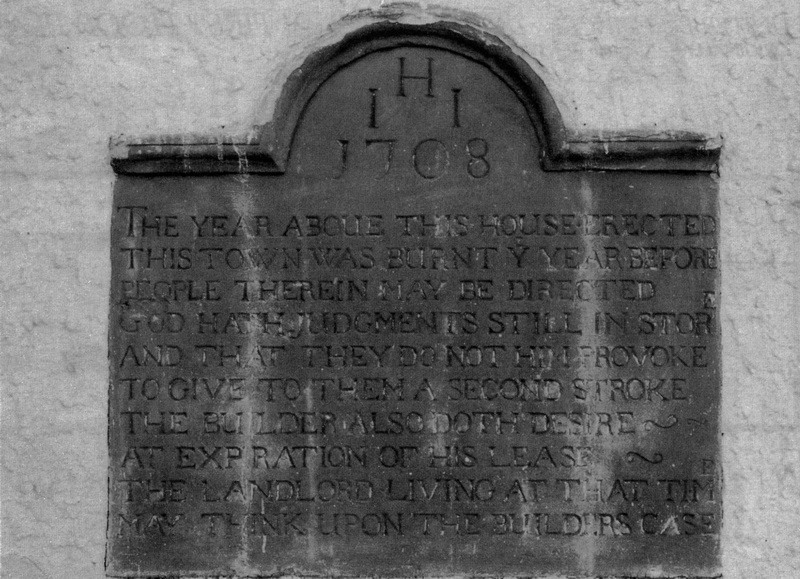 H
I I
1708
THE YEAR ABOUE THIS HOUSE ERECTED
THIS TOWN WAS BURNT Ẏ YEAR BEFORE
PEOPLE THEREIN MAY BE DIRECTED
GOD HATH JUDGMENTS STILL IN STORE
AND THAT THEY DO NOT HIM PROVOKE
TO GIVE TO THEM A SECOND STROKE
THE BUILDER ALSO DOTH DESIRE
AT EXPIRATION OF HIS LEASE
THE LANDLORD LIVING AT THAT TIME
MAY THINK UPON THE BUILDERS CASE